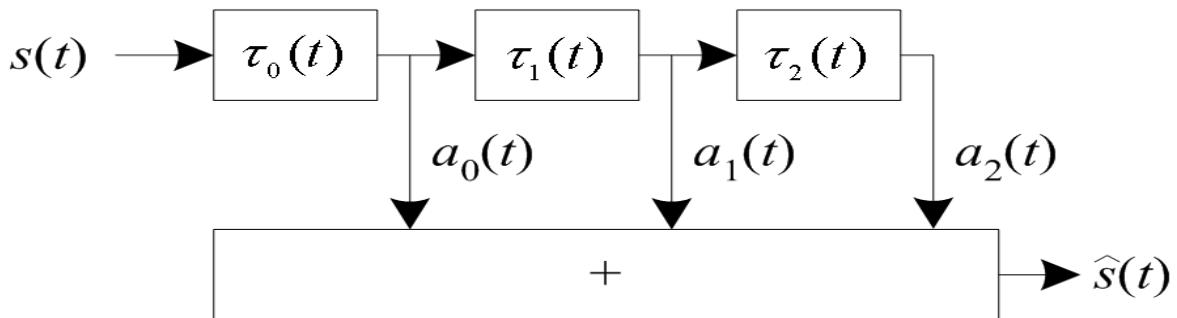 s(t) τ₀(t) τ₁(t) τ₂(t)
a₀(t) a₁(t) a₂(t)
+ ŝ(t)